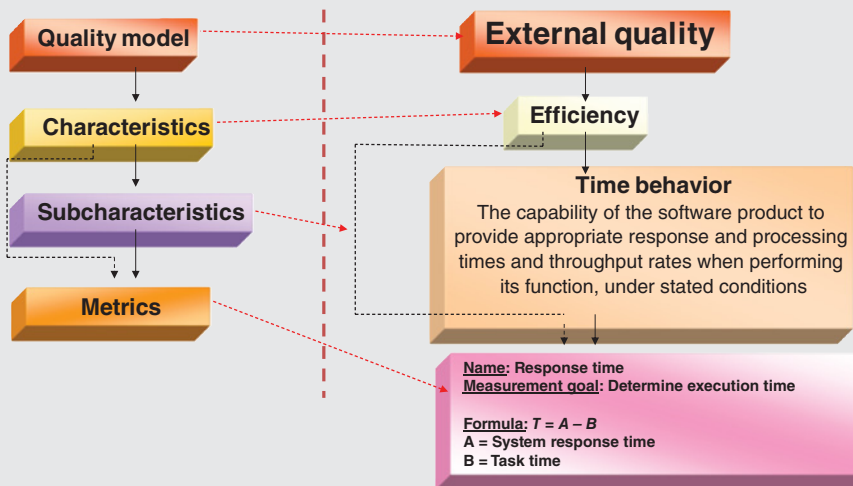 Quality model
Characteristics
Subcharacteristics
Metrics
External quality
Efficiency
Time behavior
The capability of the software product to
provide appropriate response and processing
times and throughput rates when performing
its function, under stated conditions
Name: Response time
Measurement goal: Determine execution time
Formula: T = A – B
A = System response time
B = Task time